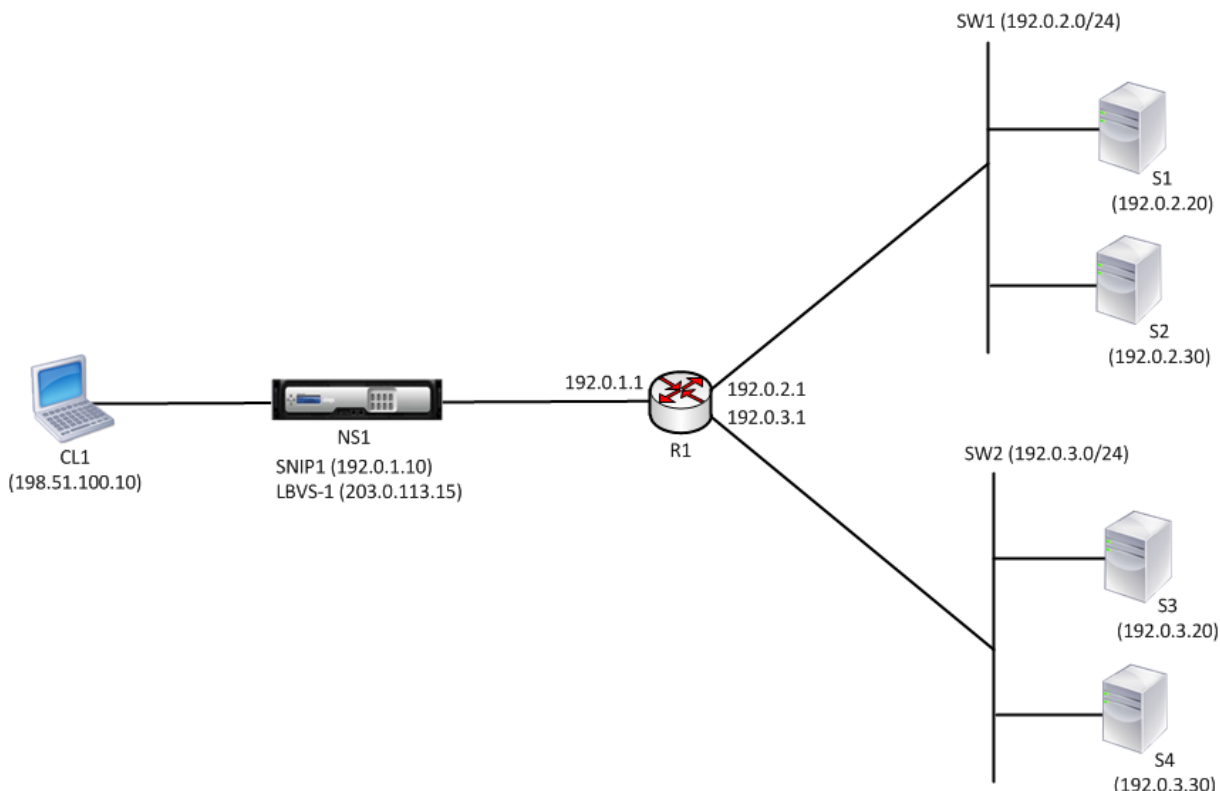 SW1 (192.0.2.0/24)
S1
(192.0.2.20)
S2
(192.0.2.30)
192.0.1.1
192.0.2.1
192.0.3.1
R1
CL1
(198.51.100.10)
NS1
SNIP1 (192.0.1.10)
LBVS-1 (203.0.113.15)
SW2 (192.0.3.0/24)
S3
(192.0.3.20)
S4
(192.0.3.30)